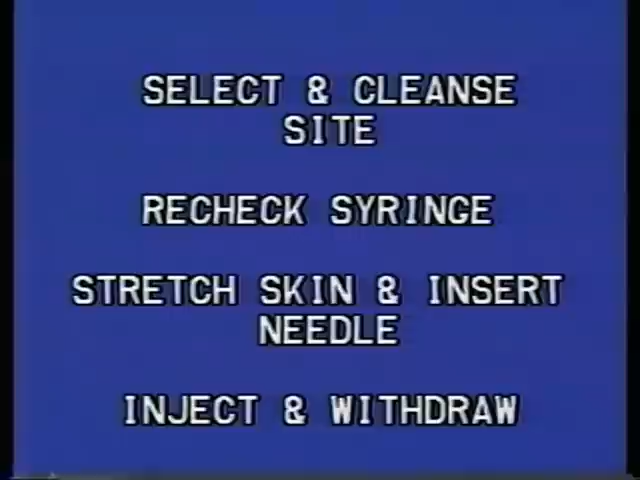 SELECT & CLEANSE
SITE
RECHECK SYRINGE
STRETCH SKIN & INSERT
NEEDLE
INJECT & WITHDRAW